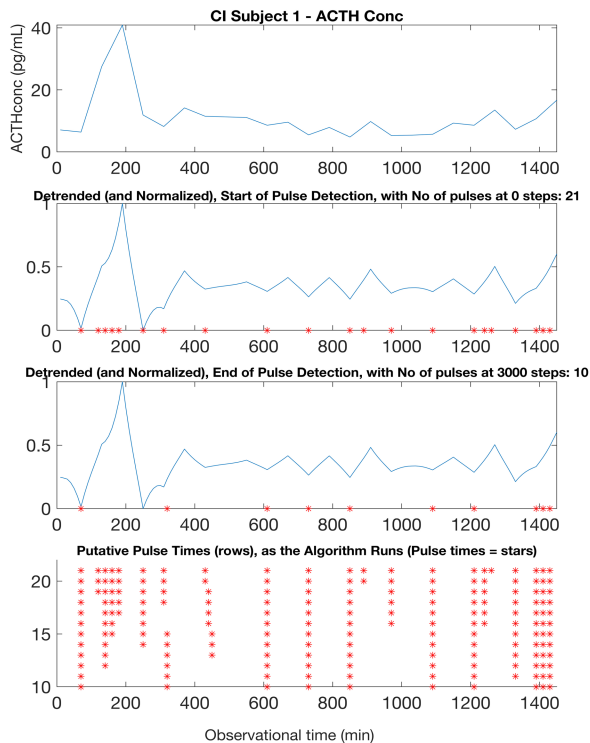 CI Subject 1 - ACTH Conc
ACTHconc (pg/mL)
40
20
0
0 200 400 600 800 1000 1200 1400
Detrended (and Normalized), Start of Pulse Detection, with No of pulses at 0 steps: 21
1
0.5
0
0 200 400 600 800 1000 1200 1400
Detrended (and Normalized), End of Pulse Detection, with No of pulses at 3000 steps: 10
1
0.5
0
0 200 400 600 800 1000 1200 1400
Putative Pulse Times (rows), as the Algorithm Runs (Pulse times = stars)
20
15
10
0 200 400 600 800 1000 1200 1400
Observational time (min)